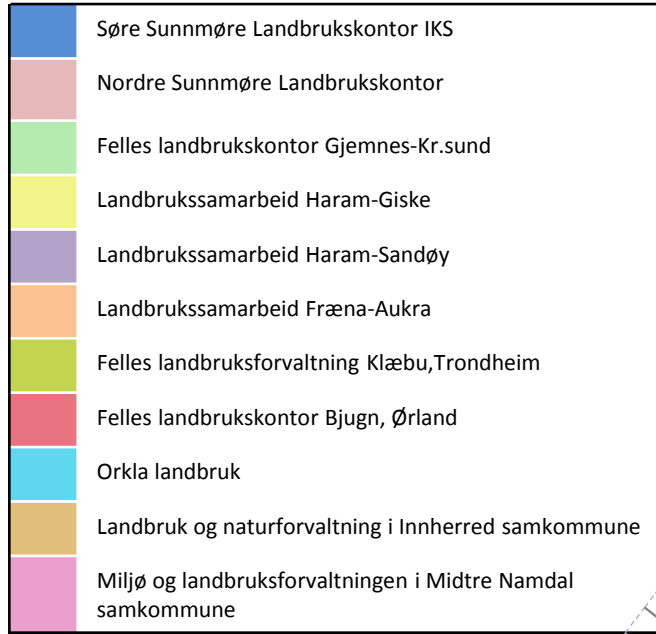 Søre Sunnmøre Landbrukskontor IKS
Nordre Sunnmøre Landbrukskontor
Felles landbrukskontor Gjemnes-Kr.sund
Landbrukssamarbeid Haram-Giske
Landbrukssamarbeid Haram-Sandøy
Landbrukssamarbeid Fræna-Aukra
Felles landbruksforvaltning Klæbu,Trondheim
Felles landbrukskontor Bjugn, Ørland
Orkla landbruk
Landbruk og naturforvaltning i Innherred samkommune
Miljø og landbruksforvaltningen i Midtre Namdal
samkommune